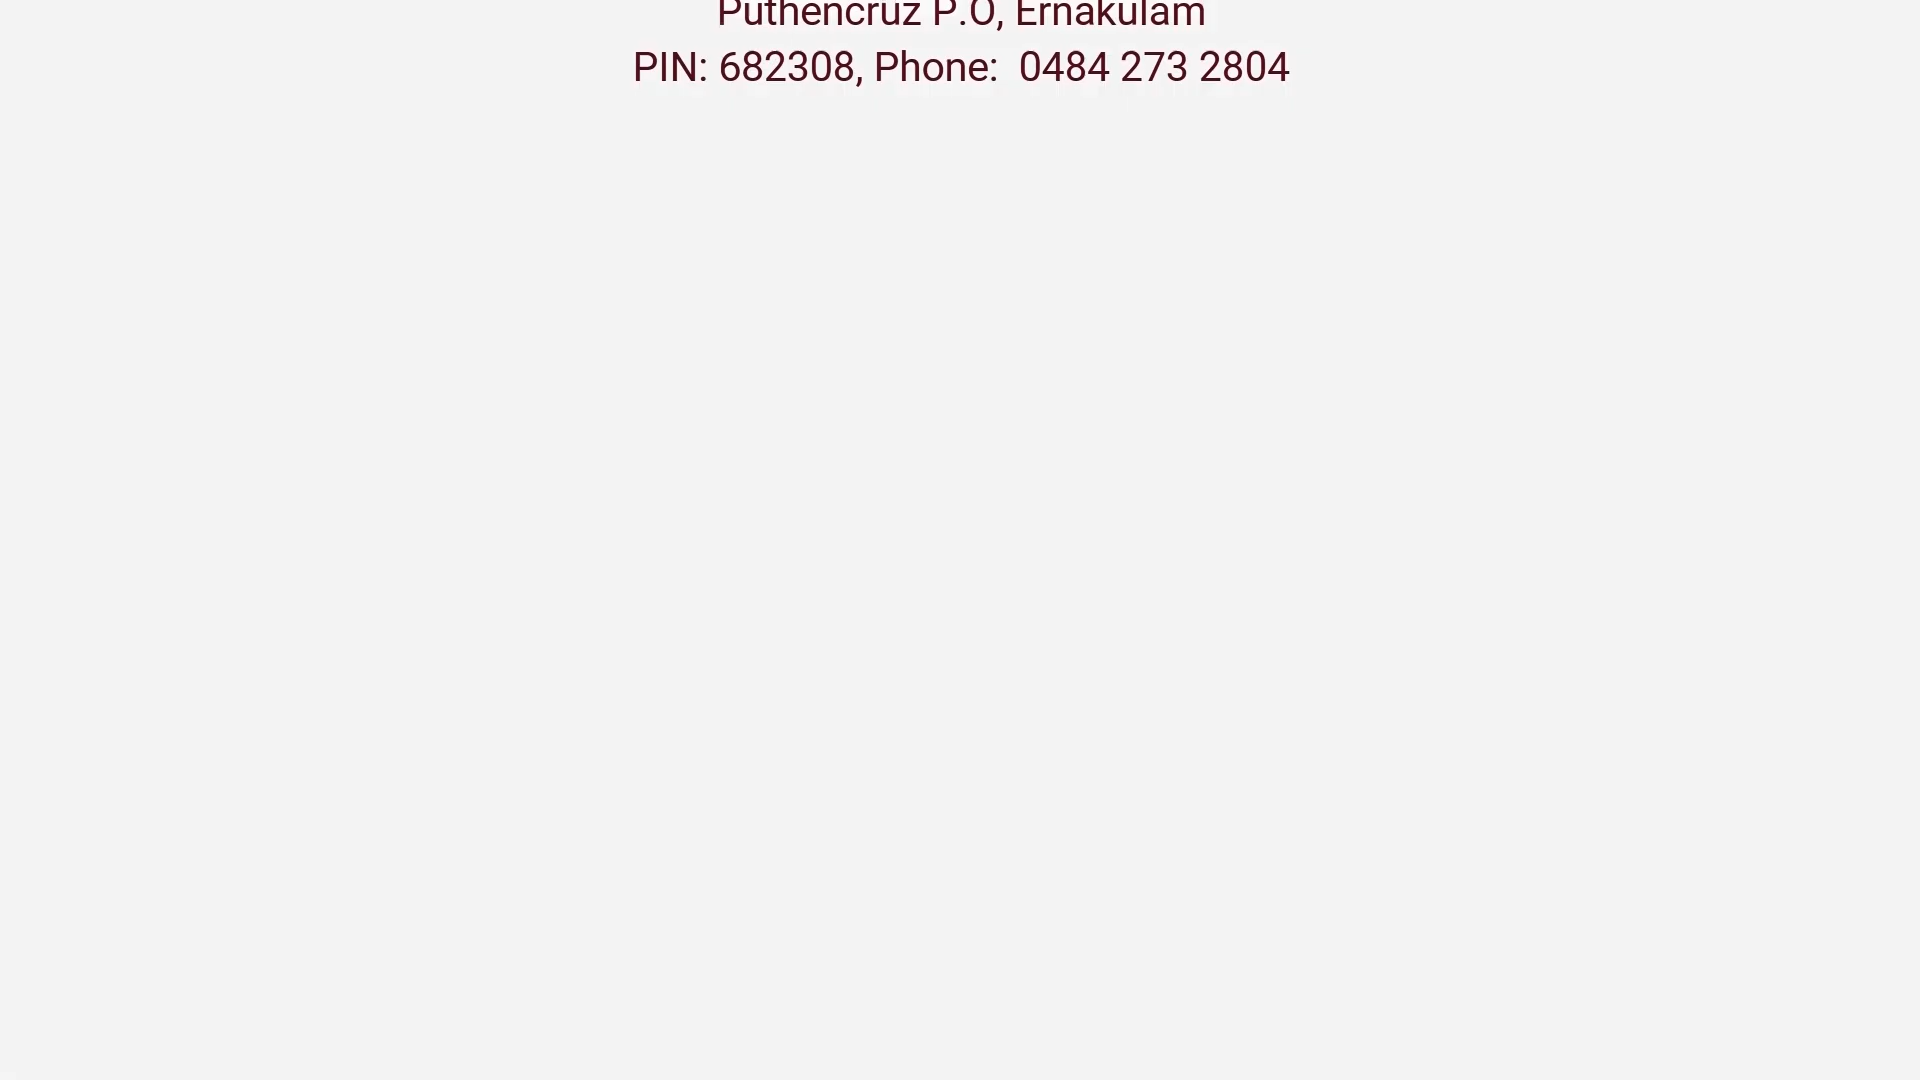 Puthencruz P.O, Ernakulam
PIN: 682308, Phone:  0484 273 2804